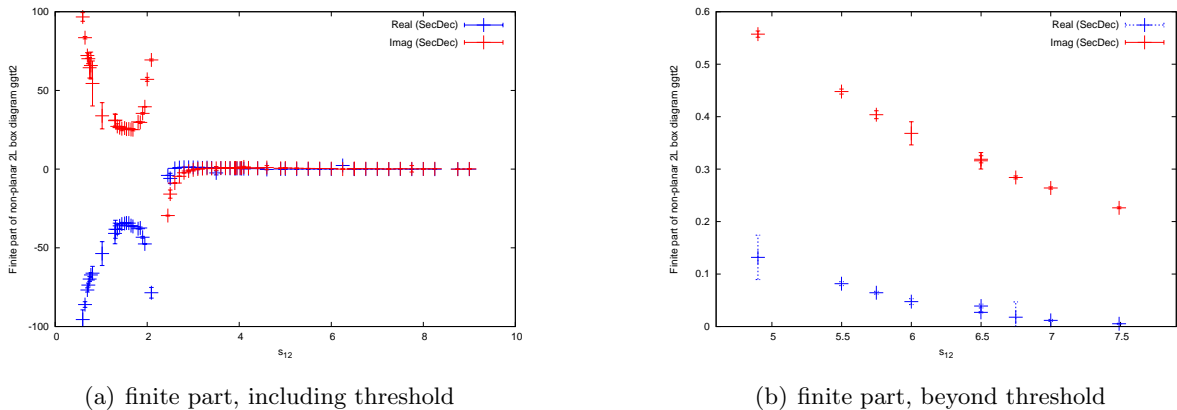 Finite part of non-planar 2L box diagram ggtt2
100
50
0
-50
-100
0
2
4
6
8
10
s12
Real (SecDec)
Imag (SecDec)
(a) finite part, including threshold
Finite part of non-planar 2L box diagram ggtt2
0.6
0.5
0.4
0.3
0.2
0.1
0
5
5.5
6
6.5
7
7.5
s12
Real (SecDec)
Imag (SecDec)
(b) finite part, beyond threshold